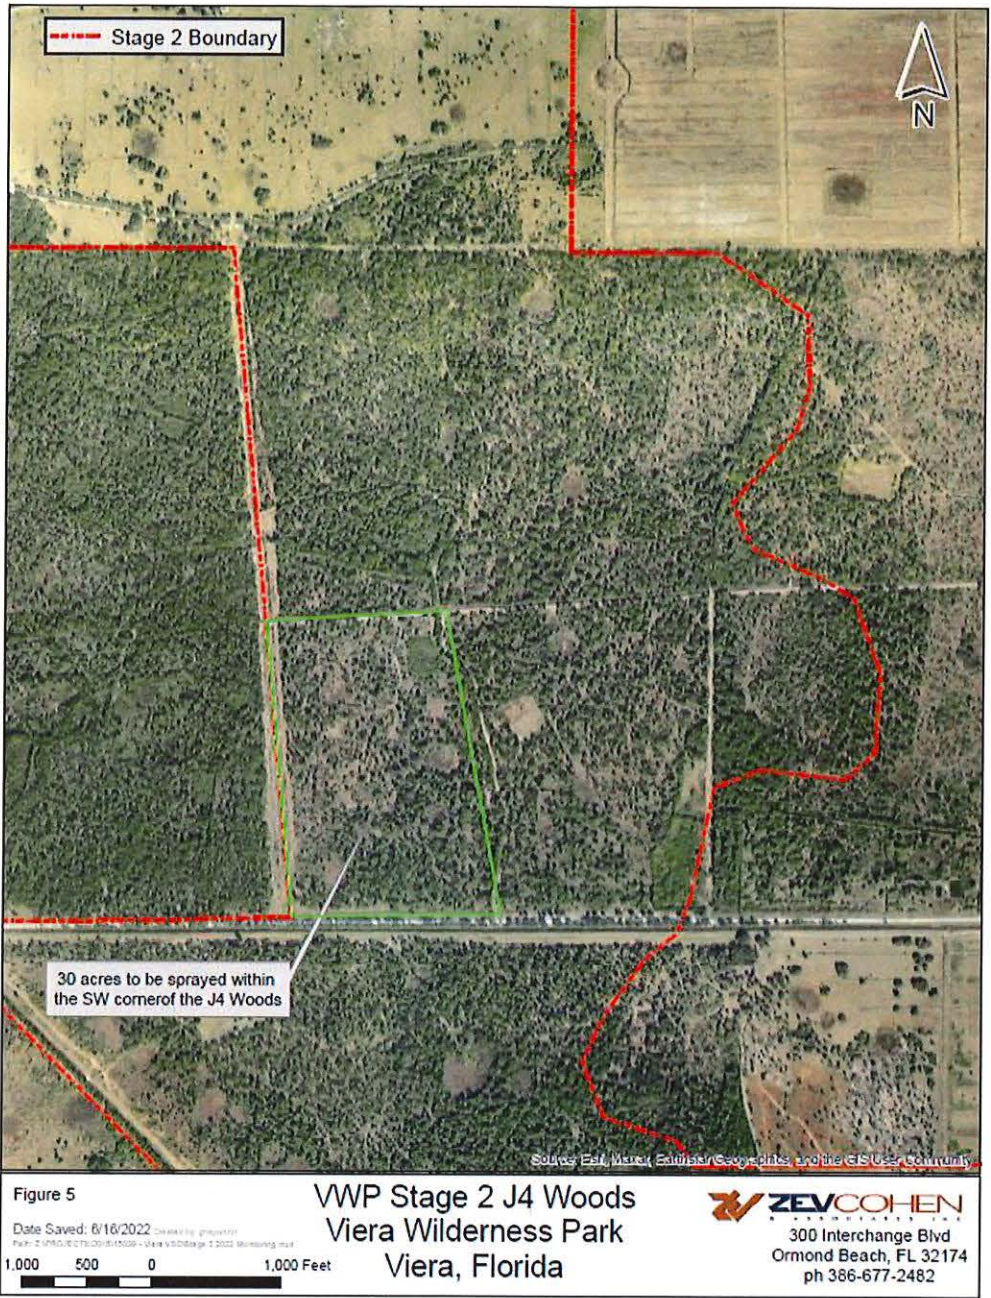 Stage 2 Boundary
N
30 acres to be sprayed within
the SW cornerof the J4 Woods
Source: Esri, Maxar, Earthstar Geographics, and the GIS User Community
Figure 5
Date Saved: 6/16/2022
1,000 500 0 1,000 Feet
VWP Stage 2 J4 Woods
Viera Wilderness Park
Viera, Florida
ZEVCOHEN
& ASSOCIATES INC
300 Interchange Blvd
Ormond Beach, FL 32174
ph 386-677-2482